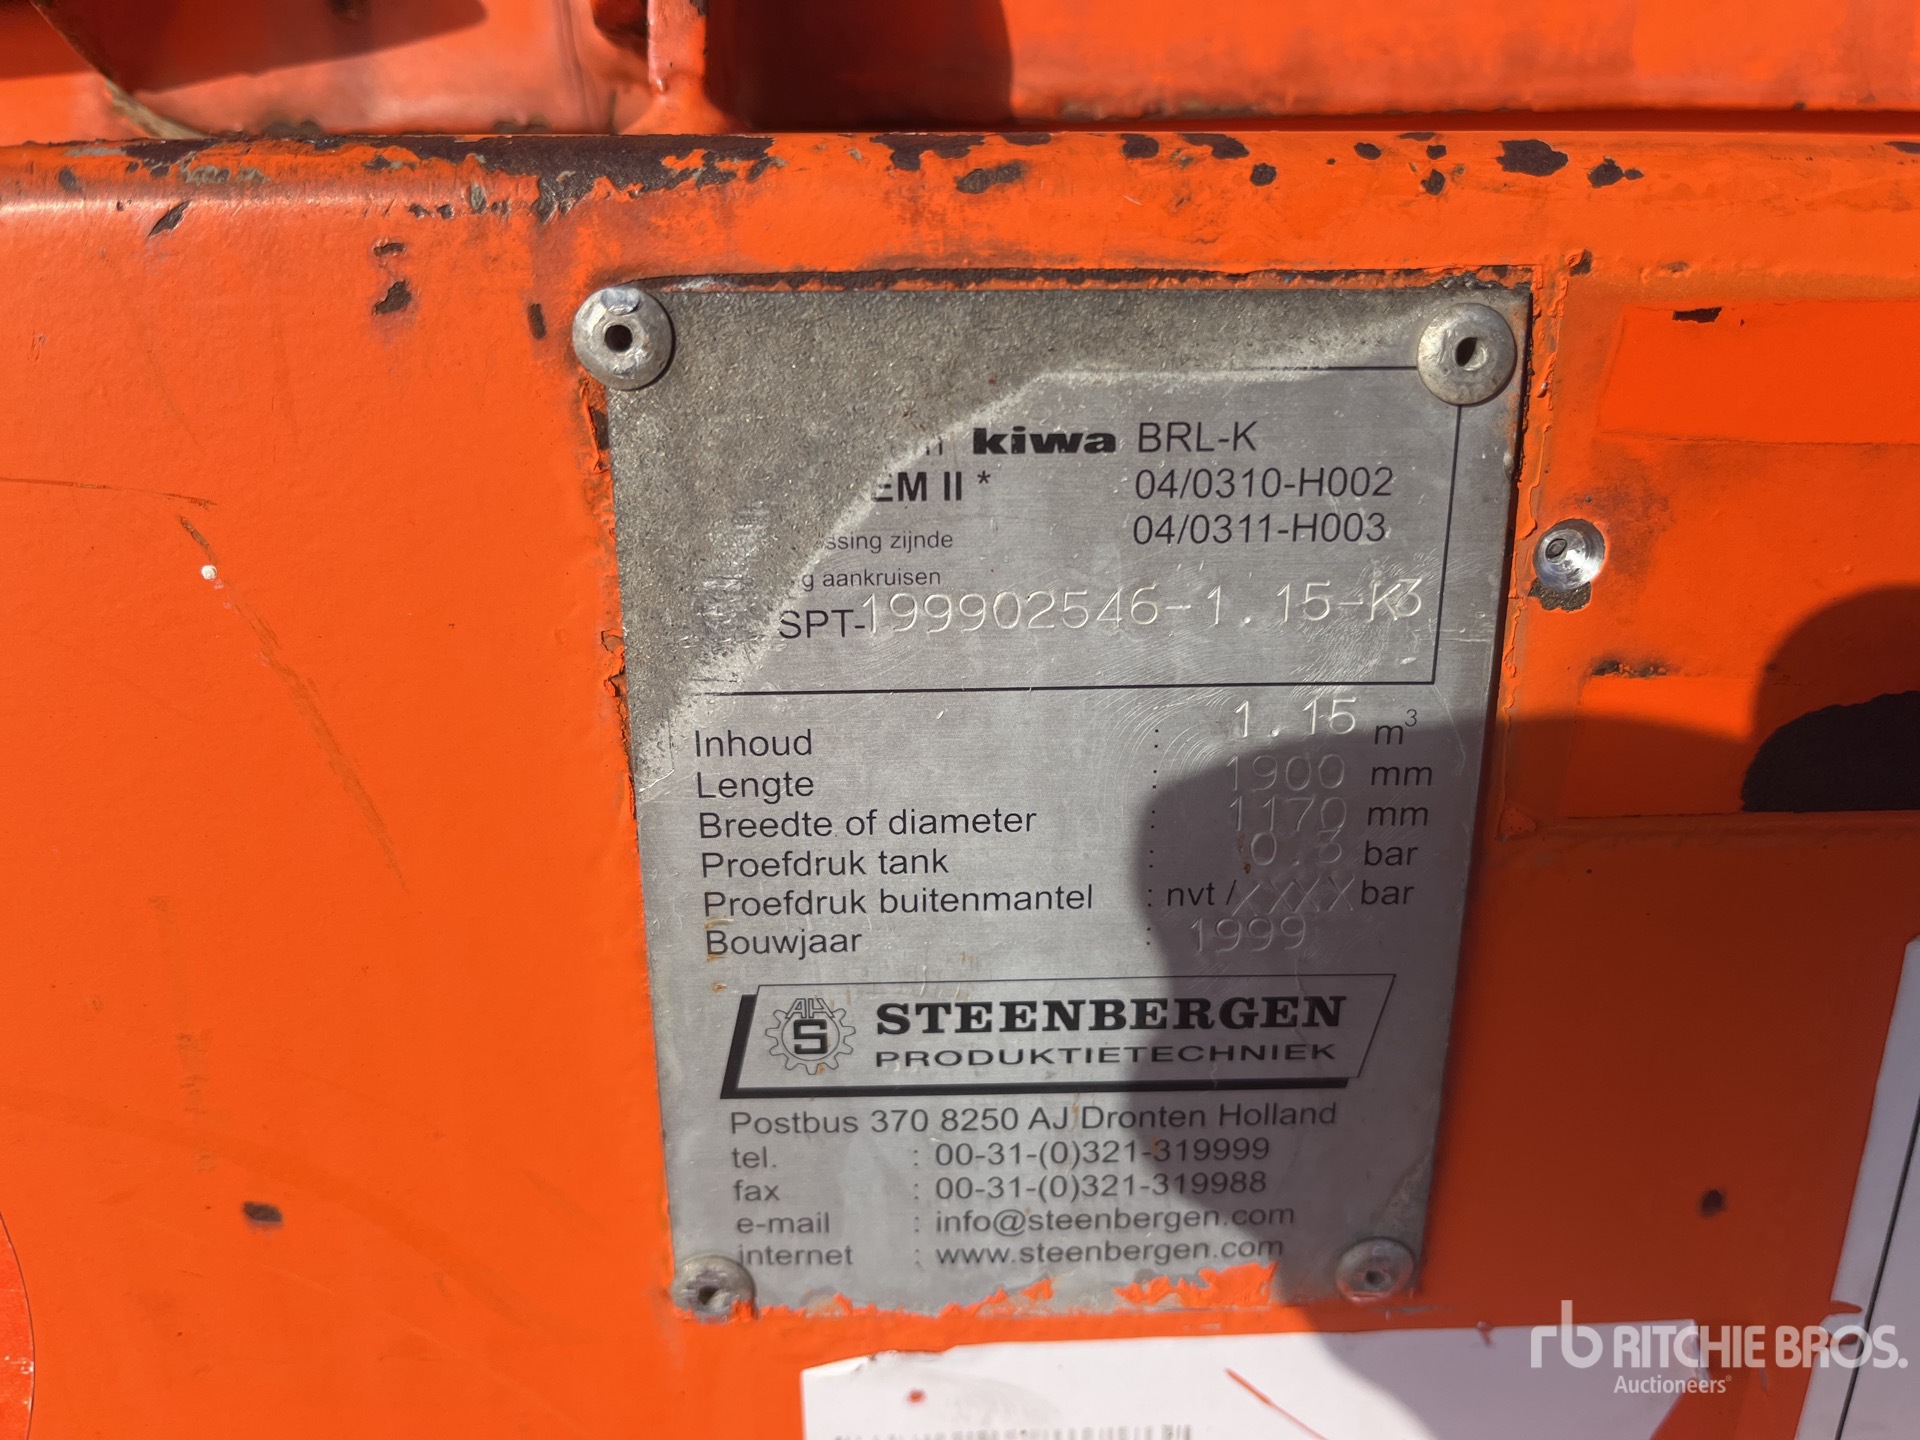 kiwa BRL-K
EM II * 04/0310-H002
04/0311-H003
zijnde
aankruisen
SPT-199902546-1.15-K3
Inhoud : 1.15 m³
Lengte : 1900 mm
Breedte of diameter : 1170 mm
Proefdruk tank : 0.3 bar
Proefdruk buitenmantel : nvt / XXXX bar
Bouwjaar : 1999
APH S STEENBERGEN
PRODUKTIETECHNIEK
Postbus 370 8250 AJ Dronten Holland
tel. : 00-31-(0)321-319999
fax : 00-31-(0)321-319988
e-mail : info@steenbergen.com
internet : www.steenbergen.com
rb RITCHIE BROS.
Auctioneers